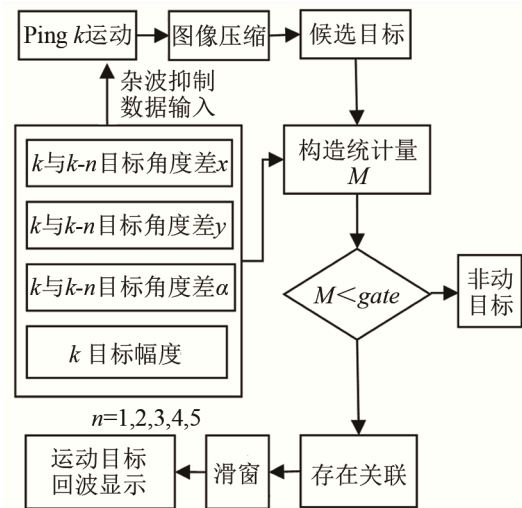 Ping k运动
图像压缩
候选目标
杂波抑制
数据输入
k与k-n目标角度差x
k与k-n目标角度差y
k与k-n目标角度差α
k 目标幅度
n=1,2,3,4,5
构造统计量
M
M<gate
非动
目标
存在关联
滑窗
运动目标
回波显示